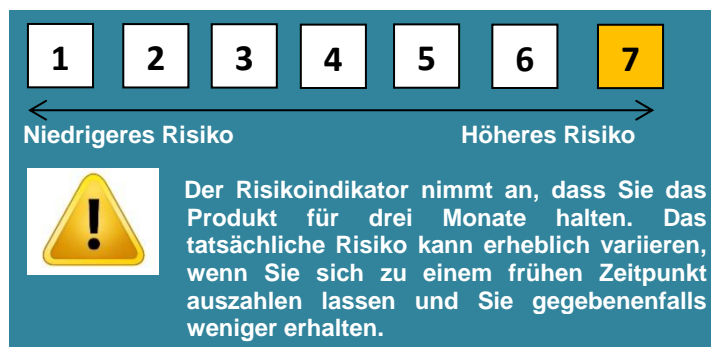 1 2 3 4 5 6 7
Niedrigeres Risiko Höheres Risiko
Der Risikoindikator nimmt an, dass Sie das
Produkt für drei Monate halten. Das
tatsächliche Risiko kann erheblich variieren,
wenn Sie sich zu einem frühen Zeitpunkt
auszahlen lassen und Sie gegebenenfalls
weniger erhalten.